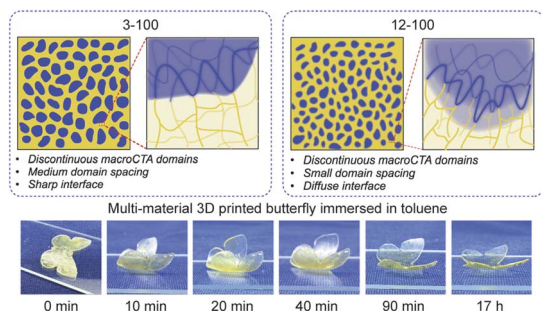 3-100
• Discontinuous macroCTA domains
• Medium domain spacing
• Sharp interface
12-100
• Discontinuous macroCTA domains
• Small domain spacing
• Diffuse interface
Multi-material 3D printed butterfly immersed in toluene
0 min 10 min 20 min 40 min 90 min 17 h